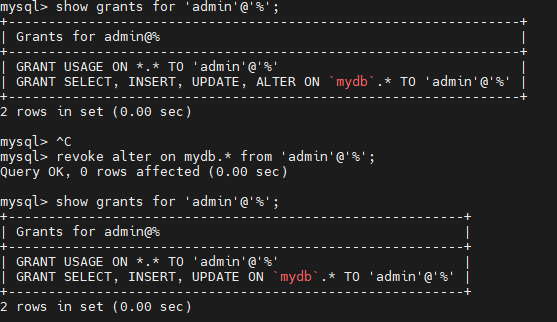 mysql> show grants for 'admin'@'%';
+-----------------------------------------------------------------+
| Grants for admin@%                                              |
+-----------------------------------------------------------------+
| GRANT USAGE ON *.* TO 'admin'@'%'                               |
| GRANT SELECT, INSERT, UPDATE, ALTER ON `mydb`.* TO 'admin'@'%' |
+-----------------------------------------------------------------+
2 rows in set (0.00 sec)
mysql> ^C
mysql> revoke alter on mydb.* from 'admin'@'%';
Query OK, 0 rows affected (0.00 sec)
mysql> show grants for 'admin'@'%';
+----------------------------------------------------------+
| Grants for admin@%                                       |
+----------------------------------------------------------+
| GRANT USAGE ON *.* TO 'admin'@'%'                        |
| GRANT SELECT, INSERT, UPDATE ON `mydb`.* TO 'admin'@'%' |
+----------------------------------------------------------+
2 rows in set (0.00 sec)